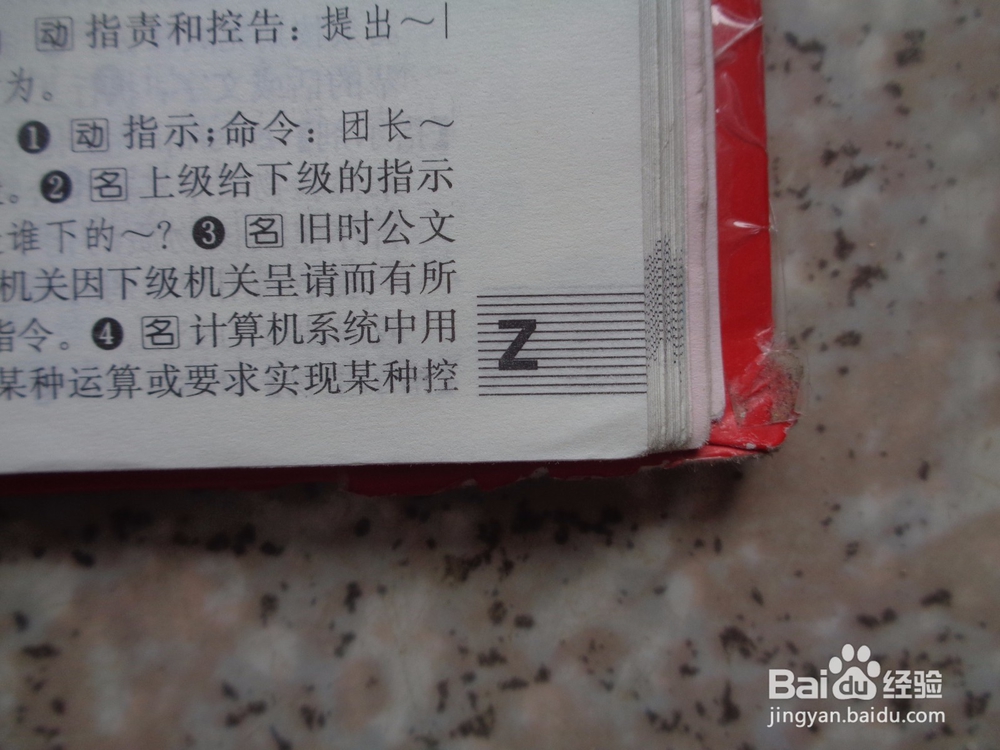 动 指责和控告：提出～|
为。
❶ 动 指示；命令：团长～
。❷ 名 上级给下级的指示
谁下的～？❸ 名 旧时公文
机关因下级机关呈请而有所
指令。❹ 名 计算机系统中用
某种运算或要求实现某种控
Z
Bai du 经验
jingyan.baidu.com